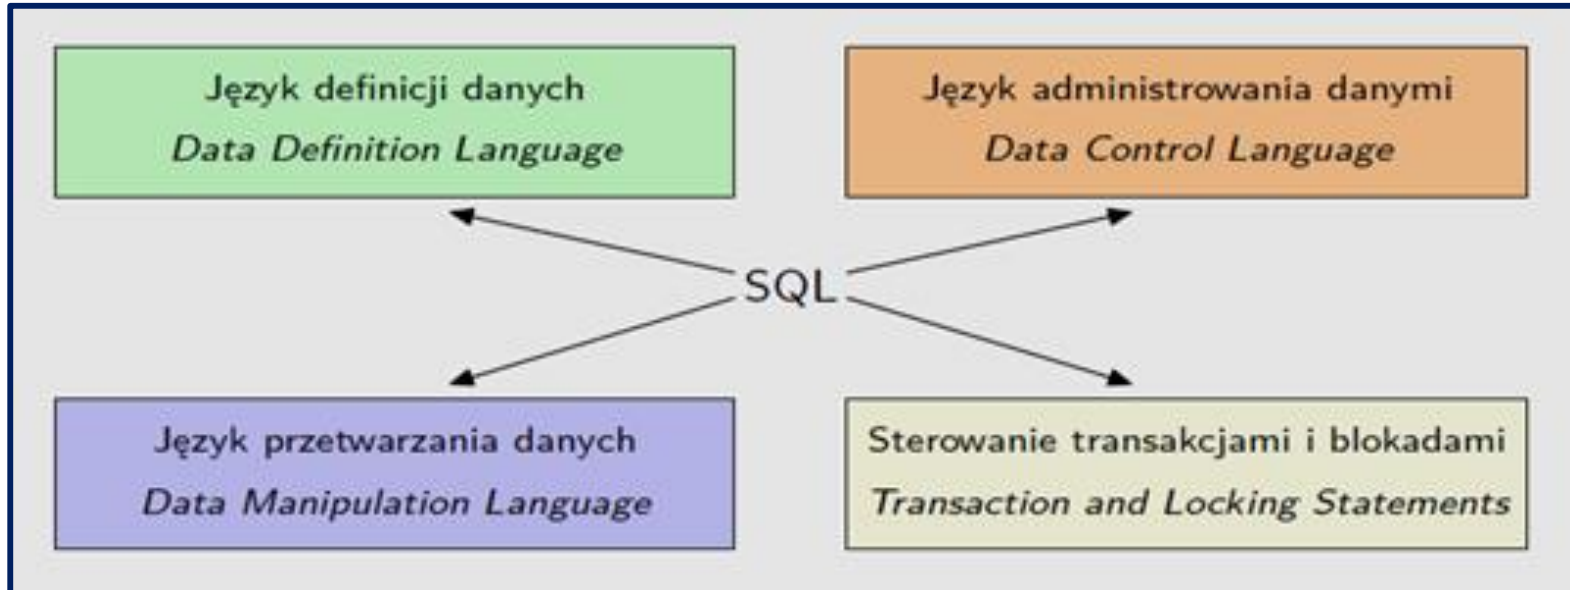 Język definicji danych
Data Definition Language
Język administrowania danymi
Data Control Language
SQL
Język przetwarzania danych
Data Manipulation Language
Sterowanie transakcjami i blokadami
Transaction and Locking Statements